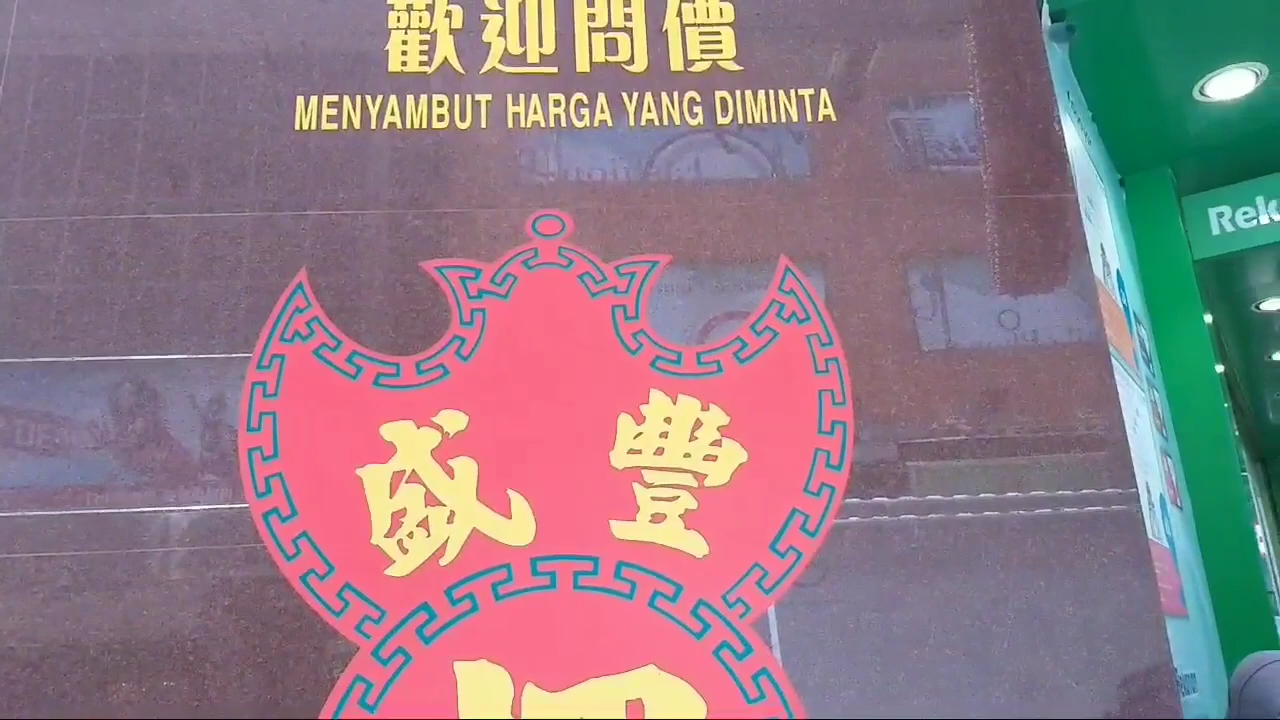 歡迎問價
MENYAMBUT HARGA YANG DIMINTA
Rek
盛豐